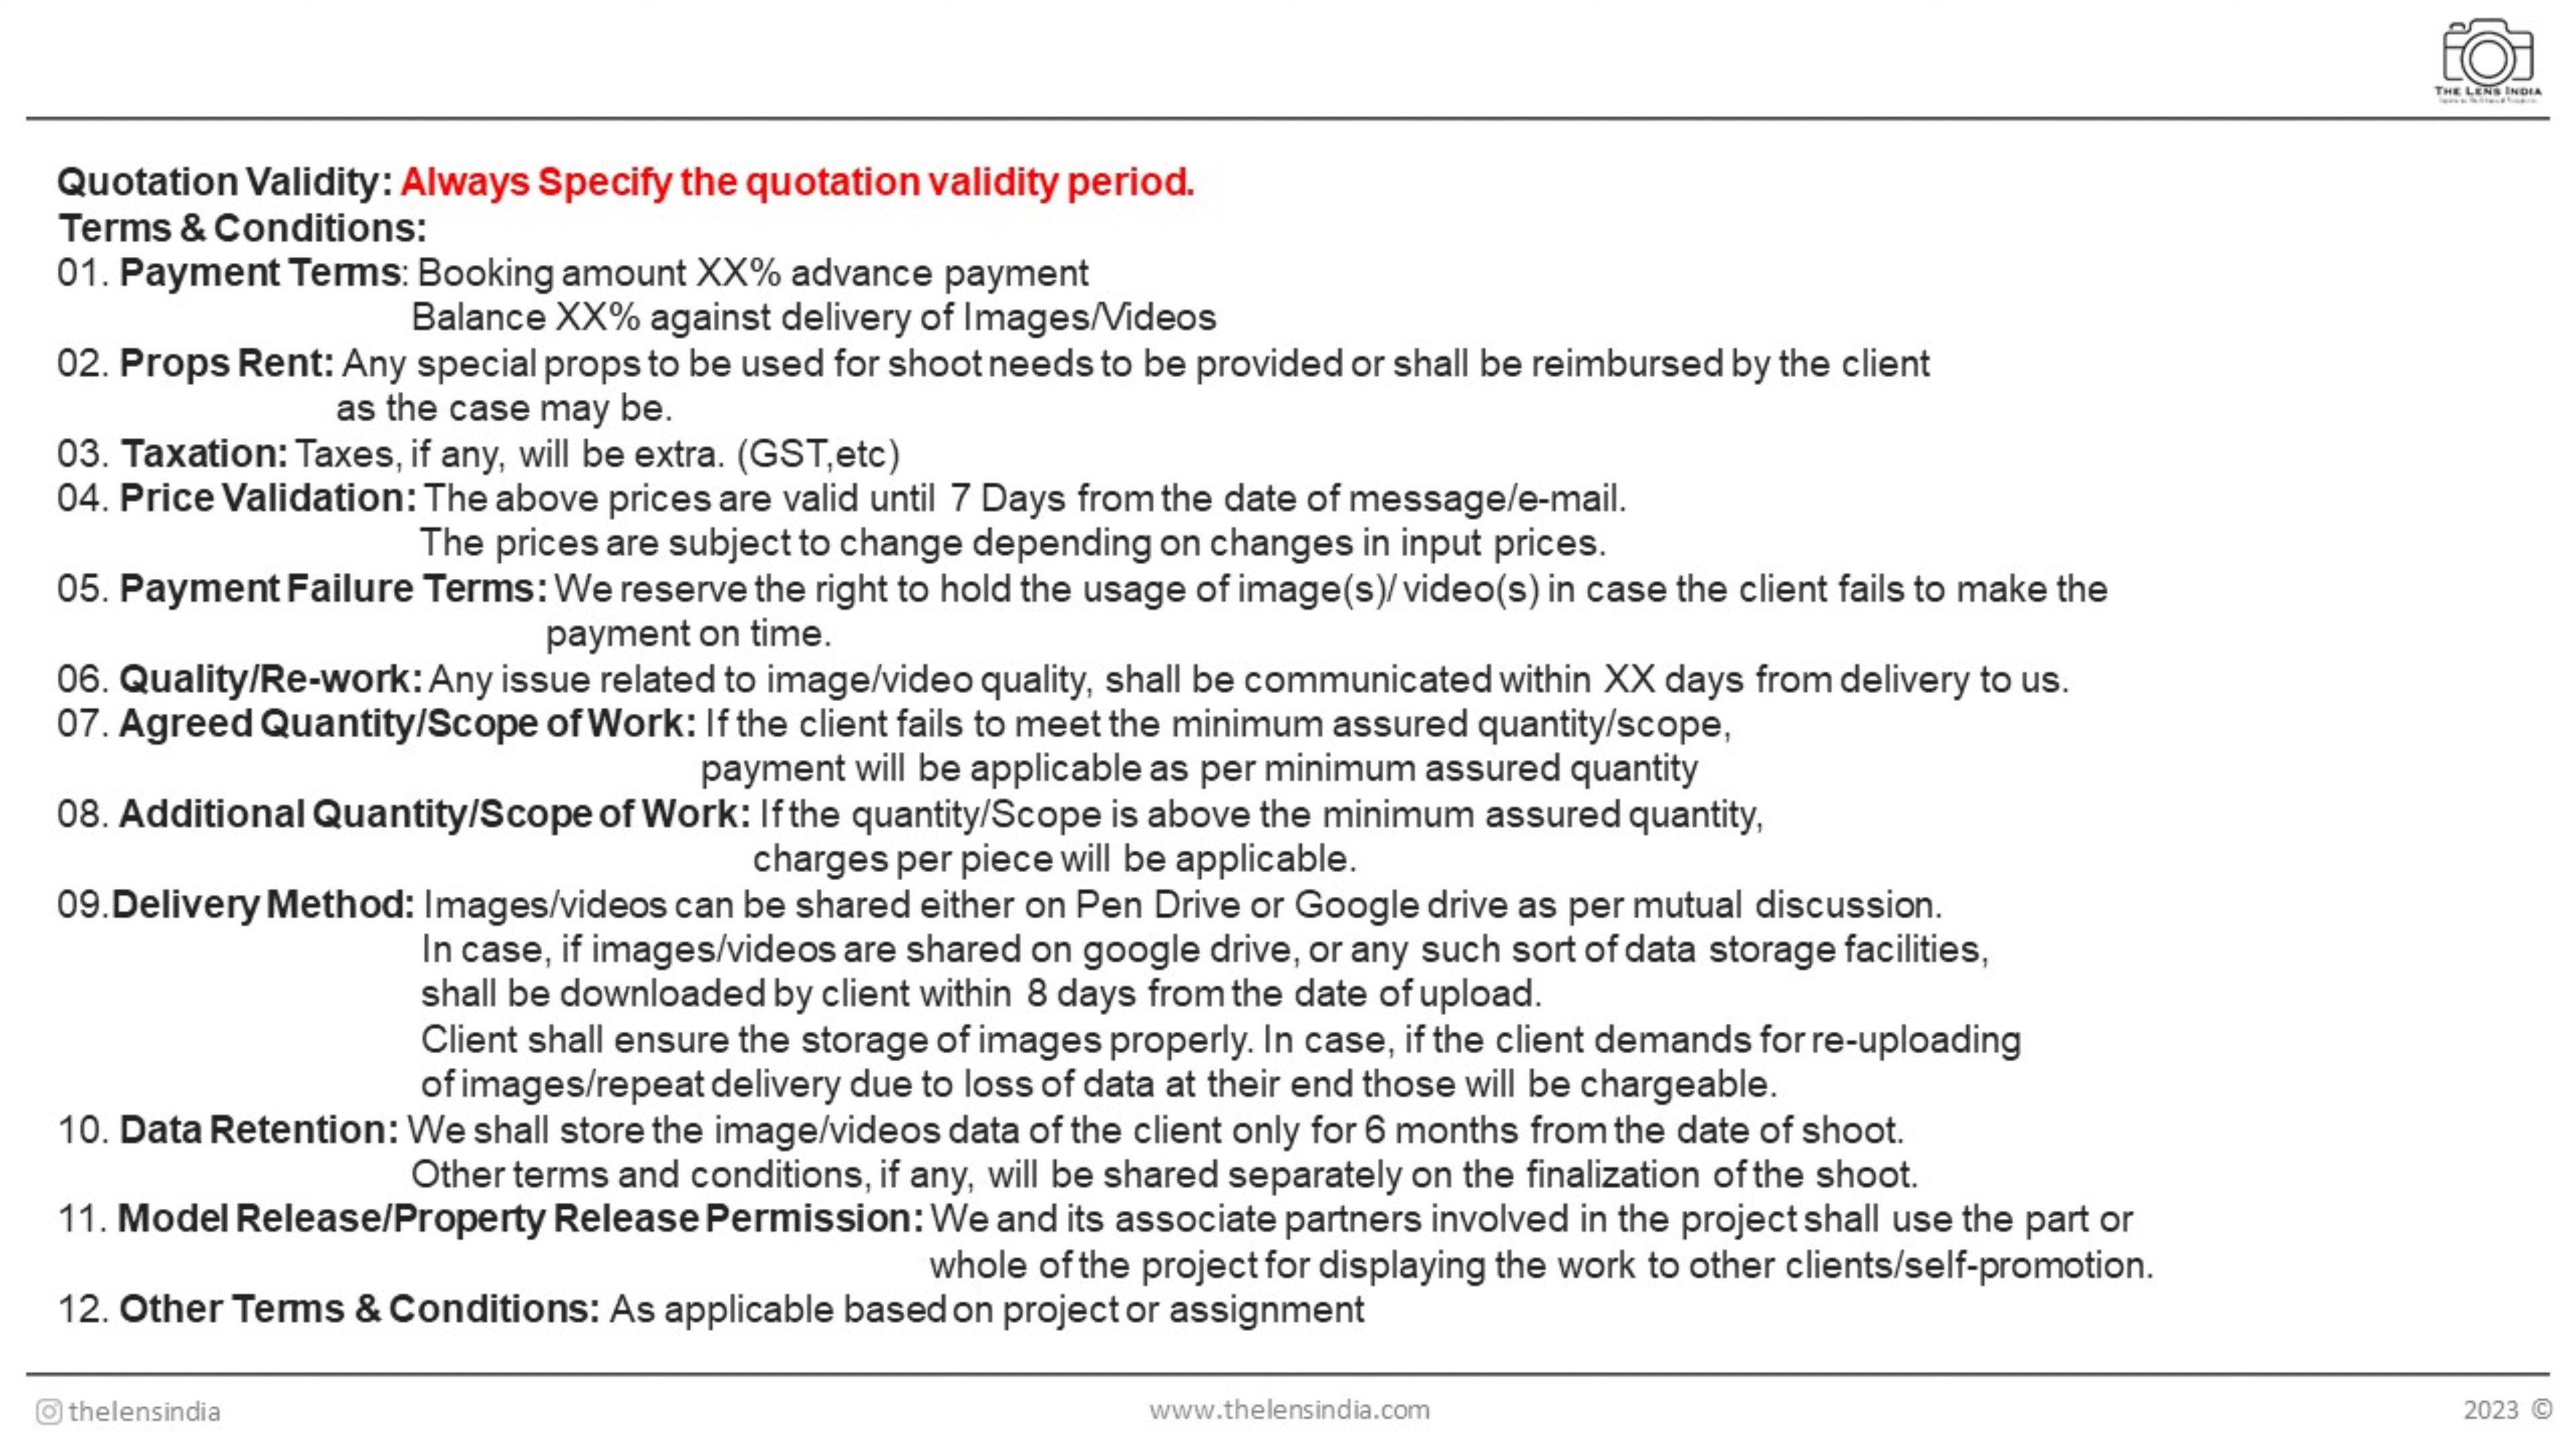 THE LENS INDIA
Quotation Validity: Always Specify the quotation validity period.
Terms & Conditions:
01. Payment Terms: Booking amount XX% advance payment
Balance XX% against delivery of Images/Videos
02. Props Rent: Any special props to be used for shoot needs to be provided or shall be reimbursed by the client
as the case may be.
03. Taxation: Taxes, if any, will be extra. (GST,etc)
04. Price Validation: The above prices are valid until 7 Days from the date of message/e-mail.
The prices are subject to change depending on changes in input prices.
05. Payment Failure Terms: We reserve the right to hold the usage of image(s)/ video(s) in case the client fails to make the
payment on time.
06. Quality/Re-work: Any issue related to image/video quality, shall be communicated within XX days from delivery to us.
07. Agreed Quantity/Scope of Work: If the client fails to meet the minimum assured quantity/scope,
payment will be applicable as per minimum assured quantity
08. Additional Quantity/Scope of Work: If the quantity/Scope is above the minimum assured quantity,
charges per piece will be applicable.
09.Delivery Method: Images/videos can be shared either on Pen Drive or Google drive as per mutual discussion.
In case, if images/videos are shared on google drive, or any such sort of data storage facilities,
shall be downloaded by client within 8 days from the date of upload.
Client shall ensure the storage of images properly. In case, if the client demands for re-uploading
of images/repeat delivery due to loss of data at their end those will be chargeable.
10. Data Retention: We shall store the image/videos data of the client only for 6 months from the date of shoot.
Other terms and conditions, if any, will be shared separately on the finalization of the shoot.
11. Model Release/Property Release Permission: We and its associate partners involved in the project shall use the part or
whole of the project for displaying the work to other clients/self-promotion.
12. Other Terms & Conditions: As applicable based on project or assignment
thelensindia
www.thelensindia.com
2023 ©